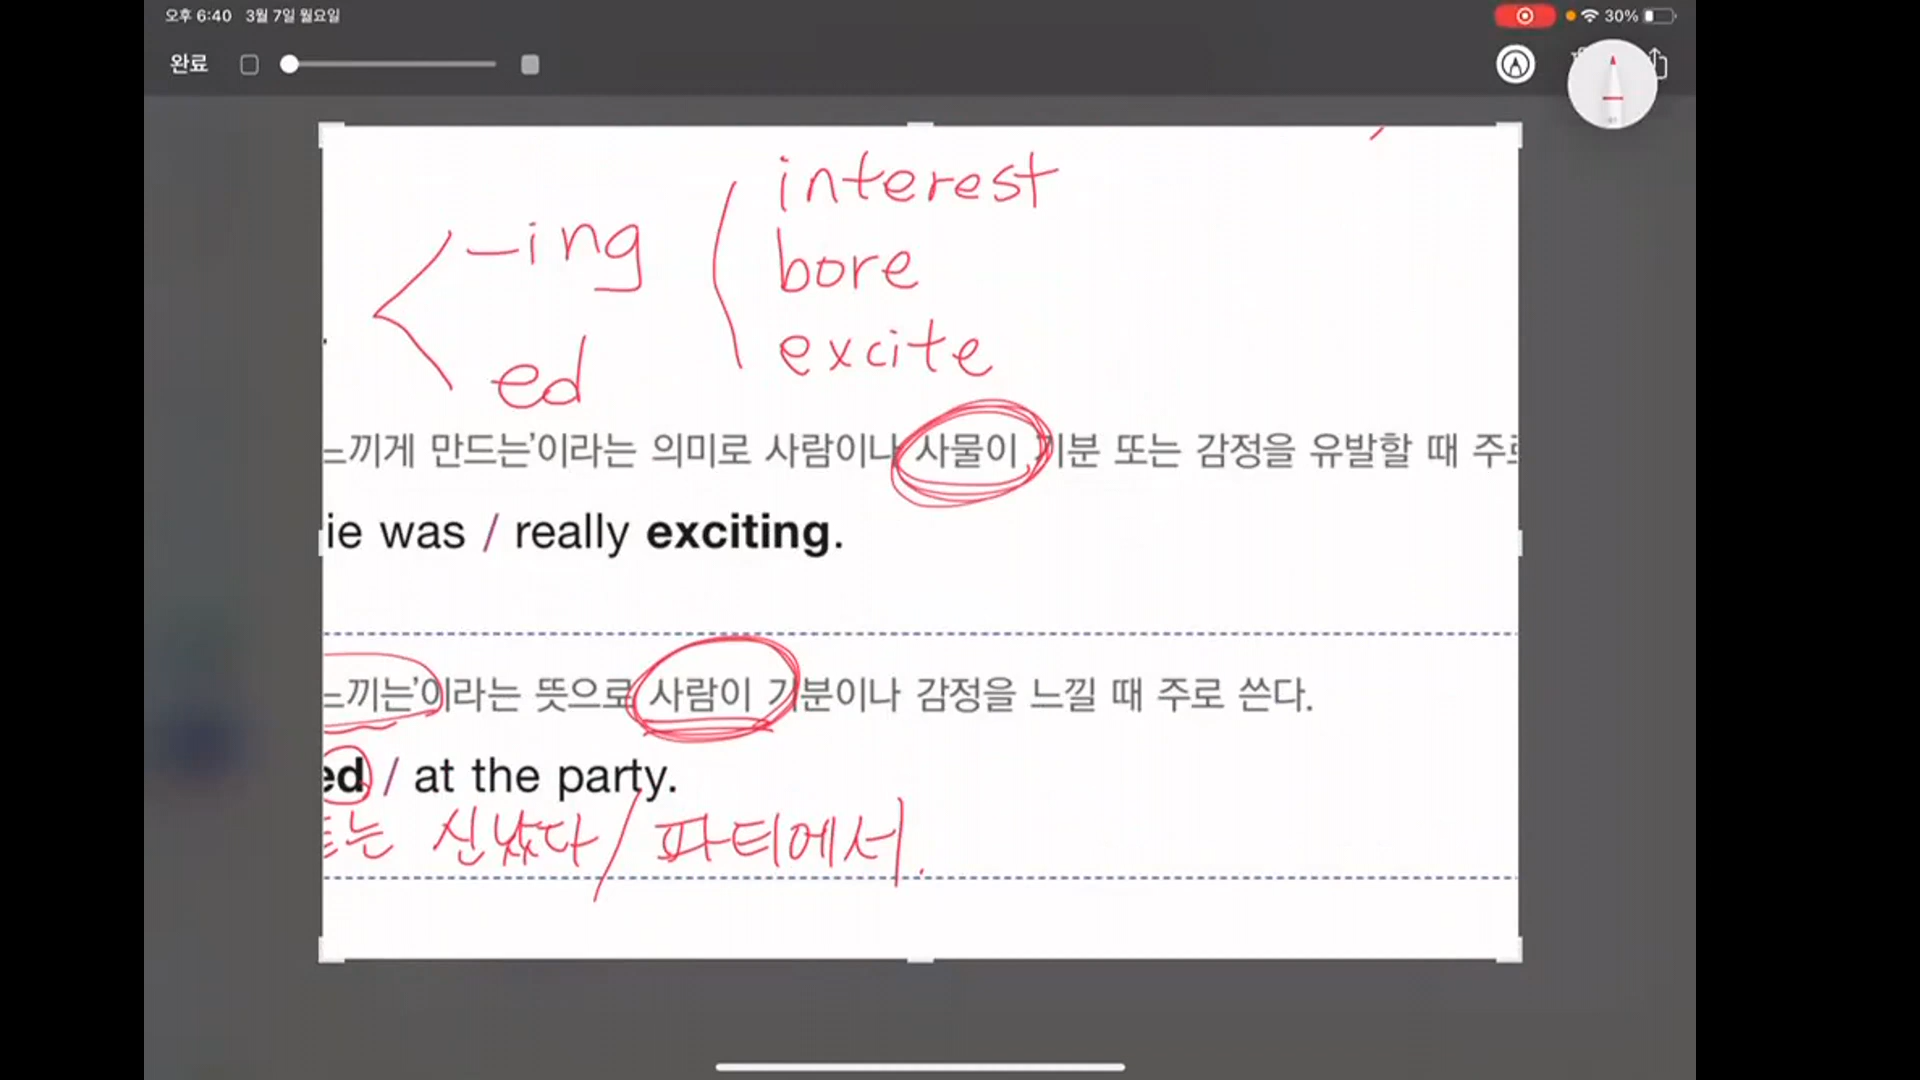 오후 6:40 3월 7일 월요일
30%
완료
interest
-ing
bore
excite
ed
느끼게 만드는'이라는 의미로 사람이나 사물이 기분 또는 감정을 유발할 때 주로
ie was / really exciting.
느끼는'이라는 뜻으로 사람이 기분이나 감정을 느낄 때 주로 쓴다.
ed / at the party.
는 신났다 / 파티에서.